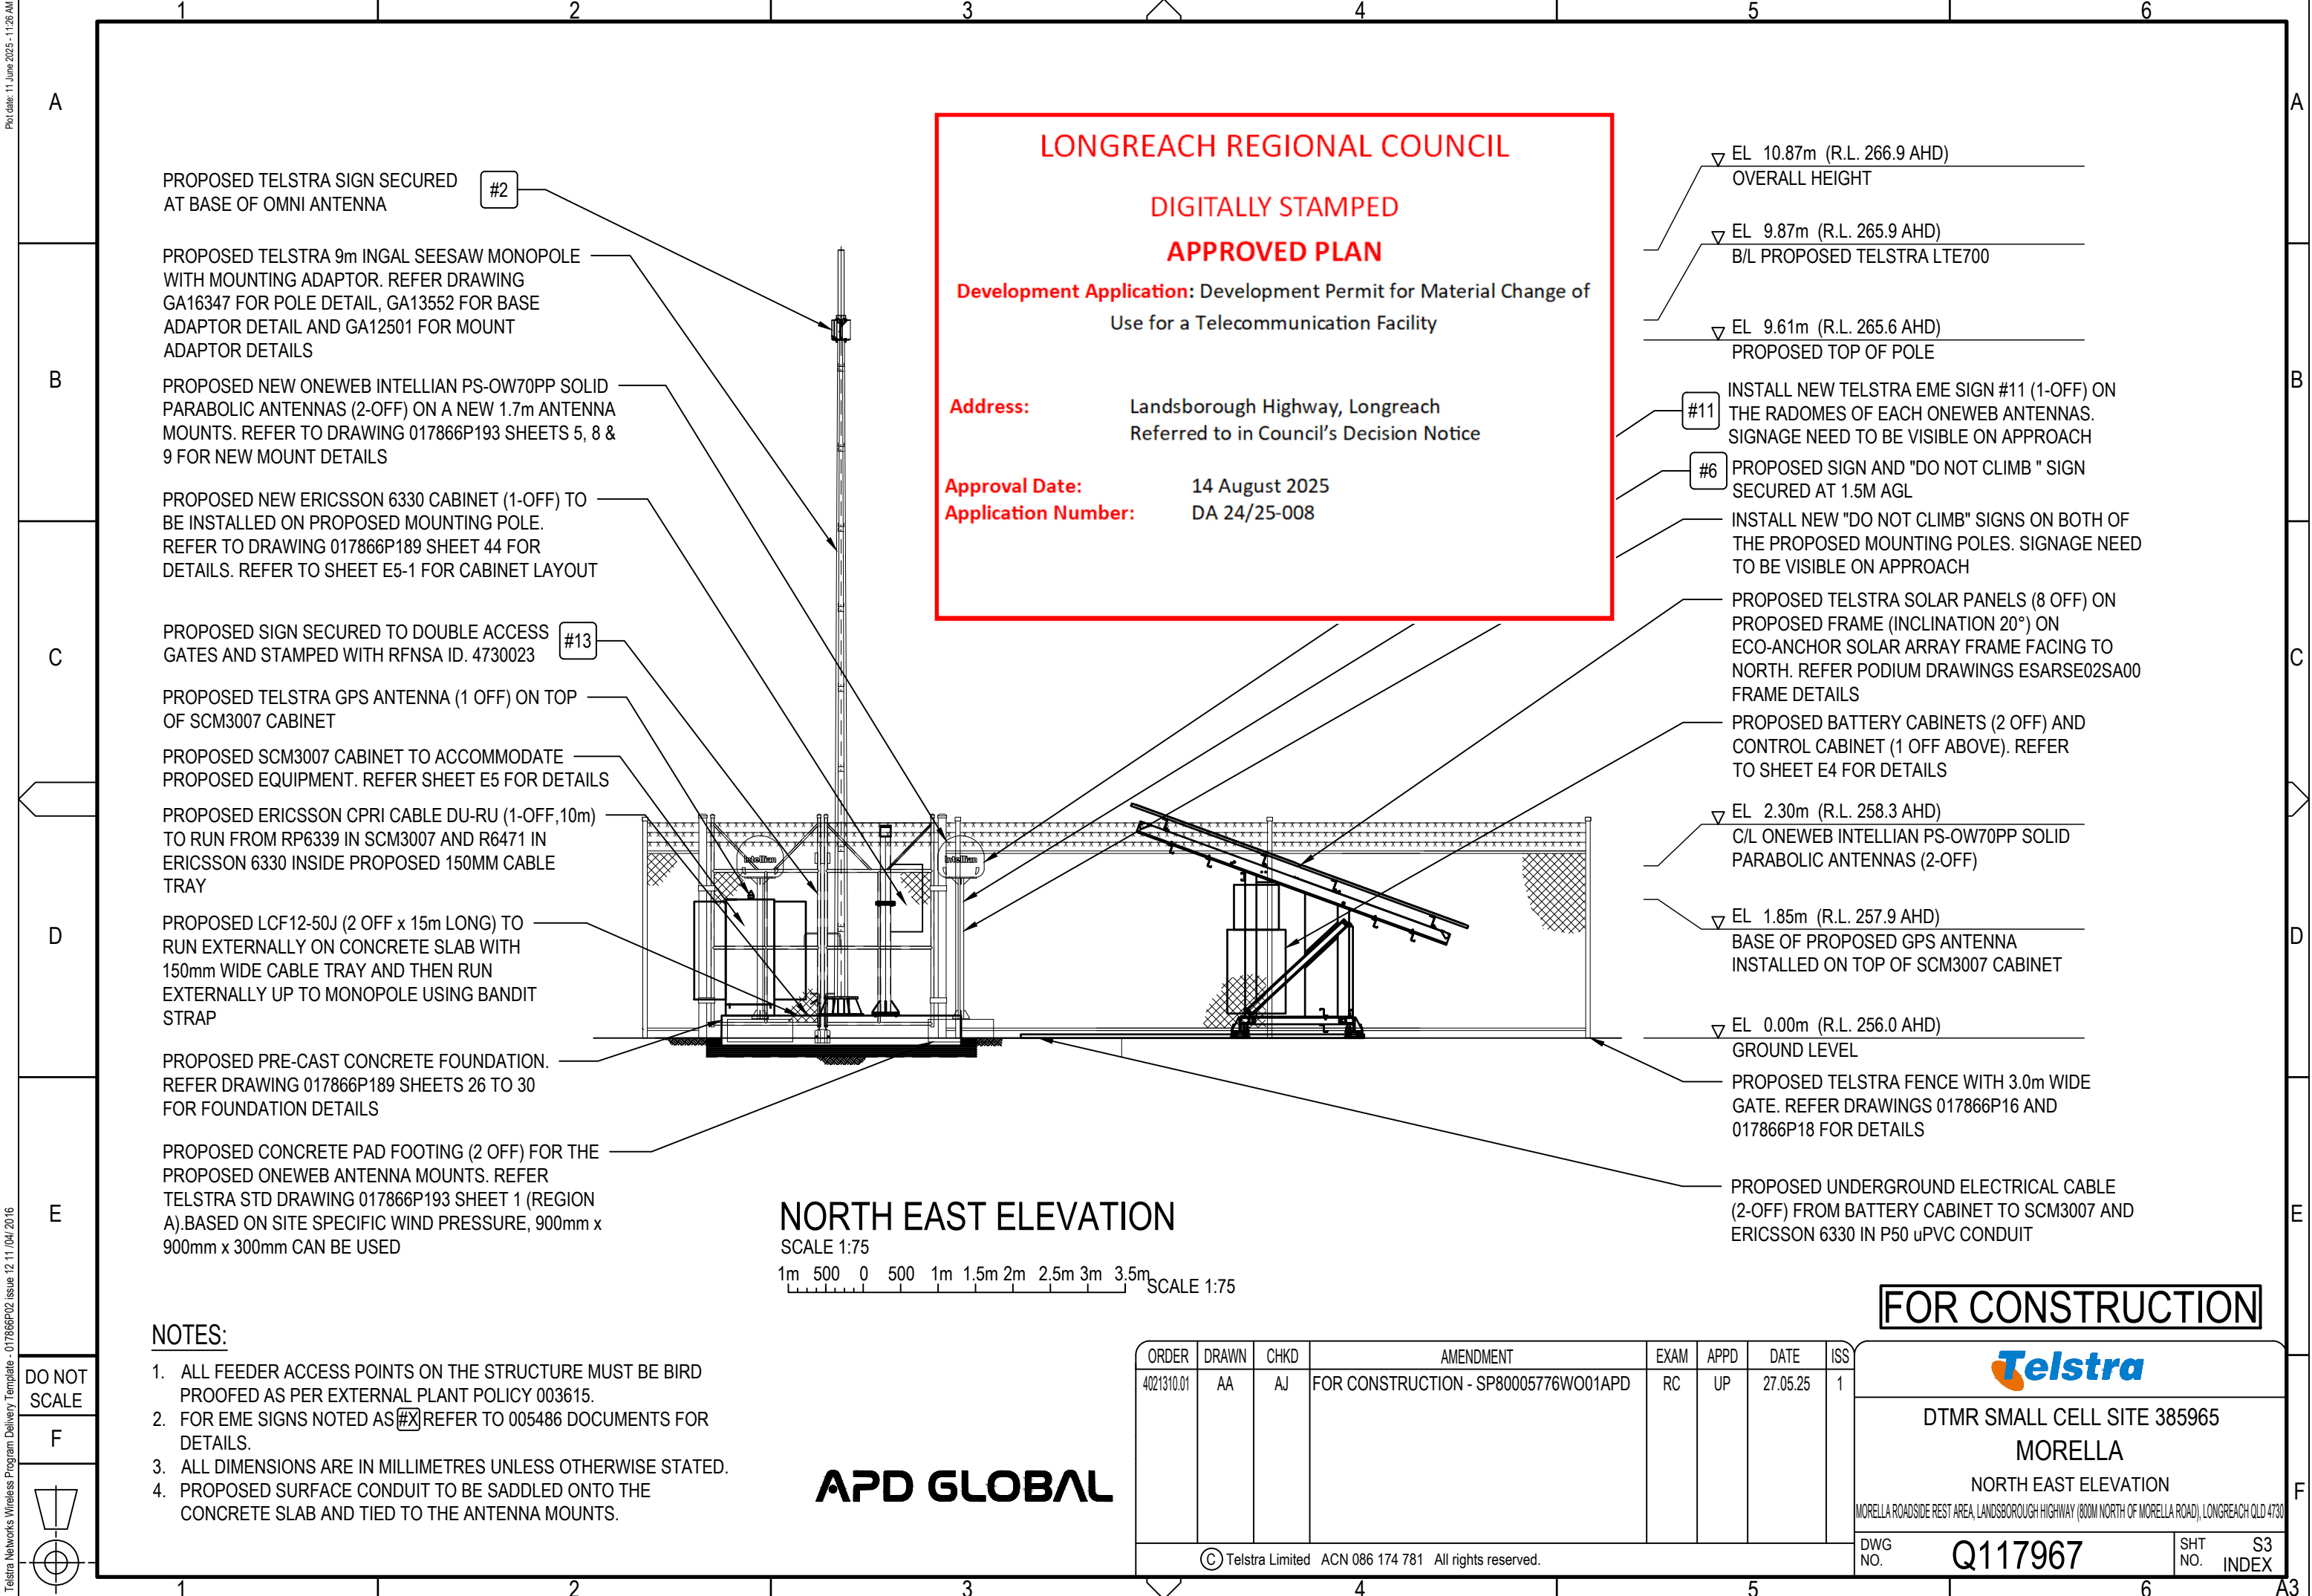 1 2 3 4 5 6
Plot date: 11 June 2025 - 11:26 AM
A A
B B
C C
D D
E E
F F
PROPOSED TELSTRA SIGN SECURED
AT BASE OF OMNI ANTENNA
#2
PROPOSED TELSTRA 9m INGAL SEESAW MONOPOLE
WITH MOUNTING ADAPTOR. REFER DRAWING
GA16347 FOR POLE DETAIL, GA13552 FOR BASE
ADAPTOR DETAIL AND GA12501 FOR MOUNT
ADAPTOR DETAILS
PROPOSED NEW ONEWEB INTELLIAN PS-OW70PP SOLID
PARABOLIC ANTENNAS (2-OFF) ON A NEW 1.7m ANTENNA
MOUNTS. REFER TO DRAWING 017866P193 SHEETS 5, 8 &
9 FOR NEW MOUNT DETAILS
PROPOSED NEW ERICSSON 6330 CABINET (1-OFF) TO
BE INSTALLED ON PROPOSED MOUNTING POLE.
REFER TO DRAWING 017866P189 SHEET 44 FOR
DETAILS. REFER TO SHEET E5-1 FOR CABINET LAYOUT
PROPOSED SIGN SECURED TO DOUBLE ACCESS
GATES AND STAMPED WITH RFNSA ID. 4730023
#13
PROPOSED TELSTRA GPS ANTENNA (1 OFF) ON TOP
OF SCM3007 CABINET
PROPOSED SCM3007 CABINET TO ACCOMMODATE
PROPOSED EQUIPMENT. REFER SHEET E5 FOR DETAILS
PROPOSED ERICSSON CPRI CABLE DU-RU (1-OFF,10m)
TO RUN FROM RP6339 IN SCM3007 AND R6471 IN
ERICSSON 6330 INSIDE PROPOSED 150MM CABLE
TRAY
PROPOSED LCF12-50J (2 OFF x 15m LONG) TO
RUN EXTERNALLY ON CONCRETE SLAB WITH
150mm WIDE CABLE TRAY AND THEN RUN
EXTERNALLY UP TO MONOPOLE USING BANDIT
STRAP
PROPOSED PRE-CAST CONCRETE FOUNDATION.
REFER DRAWING 017866P189 SHEETS 26 TO 30
FOR FOUNDATION DETAILS
PROPOSED CONCRETE PAD FOOTING (2 OFF) FOR THE
PROPOSED ONEWEB ANTENNA MOUNTS. REFER
TELSTRA STD DRAWING 017866P193 SHEET 1 (REGION
A).BASED ON SITE SPECIFIC WIND PRESSURE, 900mm x
900mm x 300mm CAN BE USED
LONGREACH REGIONAL COUNCIL
DIGITALLY STAMPED
APPROVED PLAN
Development Application: Development Permit for Material Change of
Use for a Telecommunication Facility
Address: Landsborough Highway, Longreach
Referred to in Council's Decision Notice
Approval Date: 14 August 2025
Application Number: DA 24/25-008
Intellian Intellian
EL 10.87m (R.L. 266.9 AHD)
OVERALL HEIGHT
EL 9.87m (R.L. 265.9 AHD)
B/L PROPOSED TELSTRA LTE700
EL 9.61m (R.L. 265.6 AHD)
PROPOSED TOP OF POLE
#11
INSTALL NEW TELSTRA EME SIGN #11 (1-OFF) ON
THE RADOMES OF EACH ONEWEB ANTENNAS.
SIGNAGE NEED TO BE VISIBLE ON APPROACH
#6
PROPOSED SIGN AND "DO NOT CLIMB " SIGN
SECURED AT 1.5M AGL
INSTALL NEW "DO NOT CLIMB" SIGNS ON BOTH OF
THE PROPOSED MOUNTING POLES. SIGNAGE NEED
TO BE VISIBLE ON APPROACH
PROPOSED TELSTRA SOLAR PANELS (8 OFF) ON
PROPOSED FRAME (INCLINATION 20°) ON
ECO-ANCHOR SOLAR ARRAY FRAME FACING TO
NORTH. REFER PODIUM DRAWINGS ESARSE02SA00
FRAME DETAILS
PROPOSED BATTERY CABINETS (2 OFF) AND
CONTROL CABINET (1 OFF ABOVE). REFER
TO SHEET E4 FOR DETAILS
EL 2.30m (R.L. 258.3 AHD)
C/L ONEWEB INTELLIAN PS-OW70PP SOLID
PARABOLIC ANTENNAS (2-OFF)
EL 1.85m (R.L. 257.9 AHD)
BASE OF PROPOSED GPS ANTENNA
INSTALLED ON TOP OF SCM3007 CABINET
EL 0.00m (R.L. 256.0 AHD)
GROUND LEVEL
PROPOSED TELSTRA FENCE WITH 3.0m WIDE
GATE. REFER DRAWINGS 017866P16 AND
017866P18 FOR DETAILS
PROPOSED UNDERGROUND ELECTRICAL CABLE
(2-OFF) FROM BATTERY CABINET TO SCM3007 AND
ERICSSON 6330 IN P50 uPVC CONDUIT
NORTH EAST ELEVATION
SCALE 1:75
1m 500 0 500 1m 1.5m 2m 2.5m 3m 3.5m
SCALE 1:75
FOR CONSTRUCTION
NOTES:
1. ALL FEEDER ACCESS POINTS ON THE STRUCTURE MUST BE BIRD
PROOFED AS PER EXTERNAL PLANT POLICY 003615.
2. FOR EME SIGNS NOTED AS #X REFER TO 005486 DOCUMENTS FOR
DETAILS.
3. ALL DIMENSIONS ARE IN MILLIMETRES UNLESS OTHERWISE STATED.
4. PROPOSED SURFACE CONDUIT TO BE SADDLED ONTO THE
CONCRETE SLAB AND TIED TO THE ANTENNA MOUNTS.
DO NOT
SCALE
Telstra Networks Wireless Program Delivery Template - 017866P02 issue 12 11 /04/ 2016
APD GLOBAL
ORDER DRAWN CHKD AMENDMENT EXAM APPD DATE ISS
4021310.01 AA AJ FOR CONSTRUCTION - SP80005776WO01APD RC UP 27.05.25 1
C Telstra Limited ACN 086 174 781 All rights reserved.
Telstra
DTMR SMALL CELL SITE 385965
MORELLA
NORTH EAST ELEVATION
MORELLA ROADSIDE REST AREA, LANDSBOROUGH HIGHWAY (800M NORTH OF MORELLA ROAD), LONGREACH QLD 4730
DWG
NO.
Q117967
SHT
NO.
S3
INDEX
1 2 3 4 5 6
A3